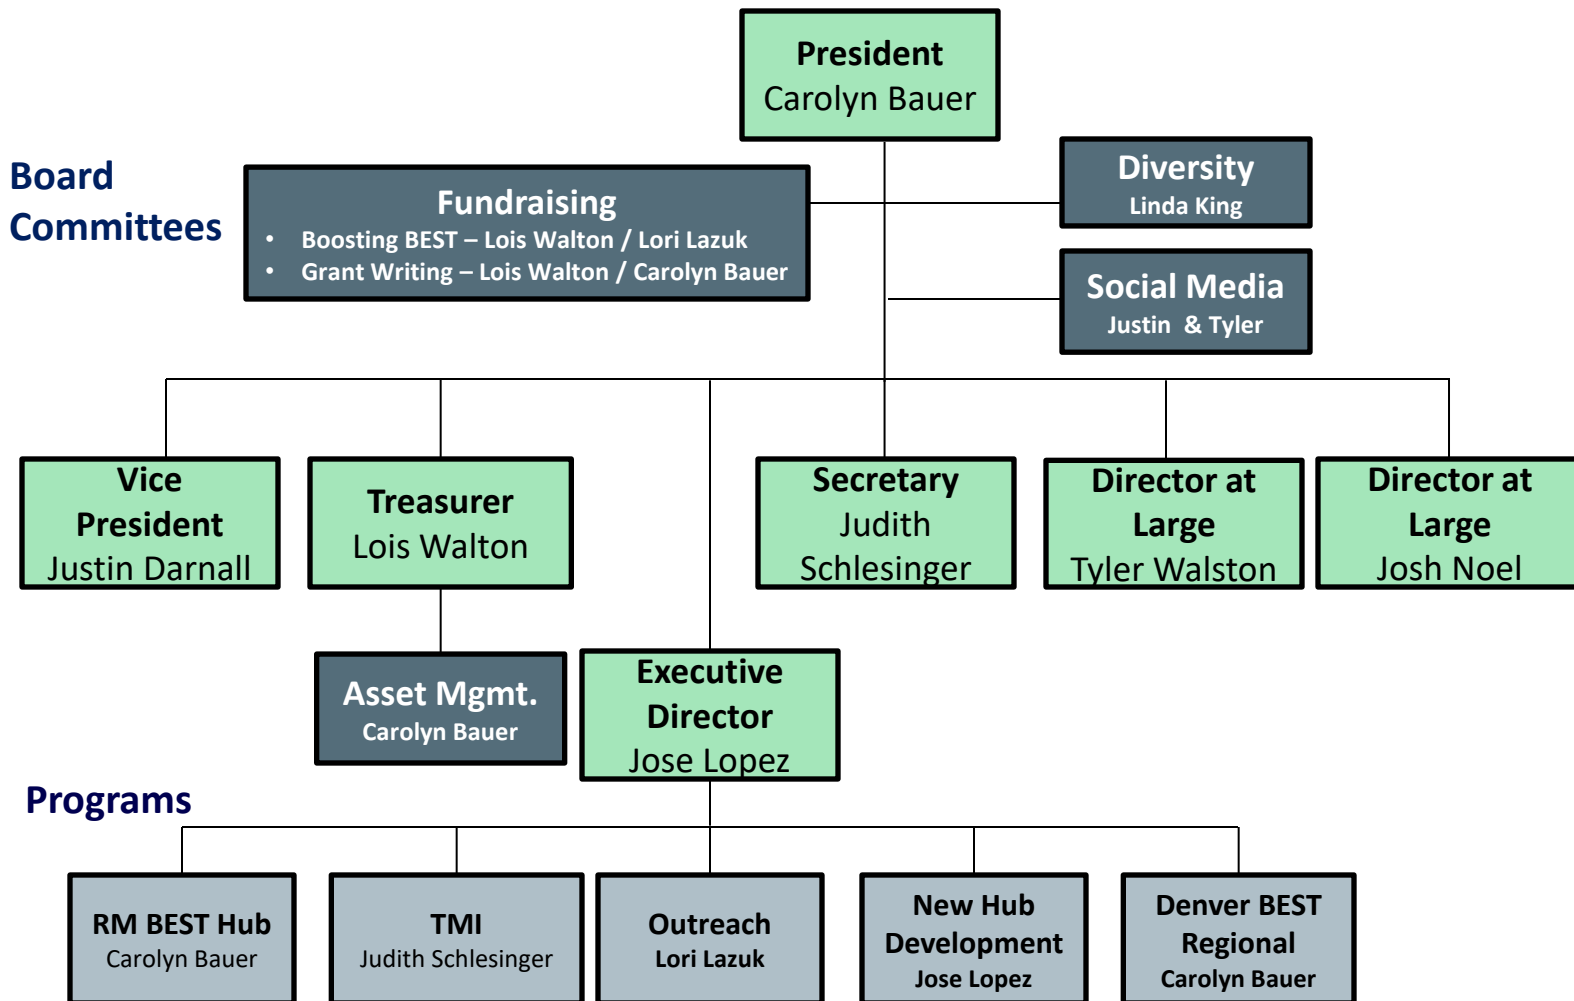 President
Carolyn Bauer
Board
Committees
Fundraising
• Boosting BEST – Lois Walton / Lori Lazuk
• Grant Writing – Lois Walton / Carolyn Bauer
Diversity
Linda King
Social Media
Justin & Tyler
Vice
President
Justin Darnall
Treasurer
Lois Walton
Secretary
Judith
Schlesinger
Director at
Large
Tyler Walston
Director at
Large
Josh Noel
Asset Mgmt.
Carolyn Bauer
Executive
Director
Jose Lopez
Programs
RM BEST Hub
Carolyn Bauer
TMI
Judith Schlesinger
Outreach
Lori Lazuk
New Hub
Development
Jose Lopez
Denver BEST
Regional
Carolyn Bauer